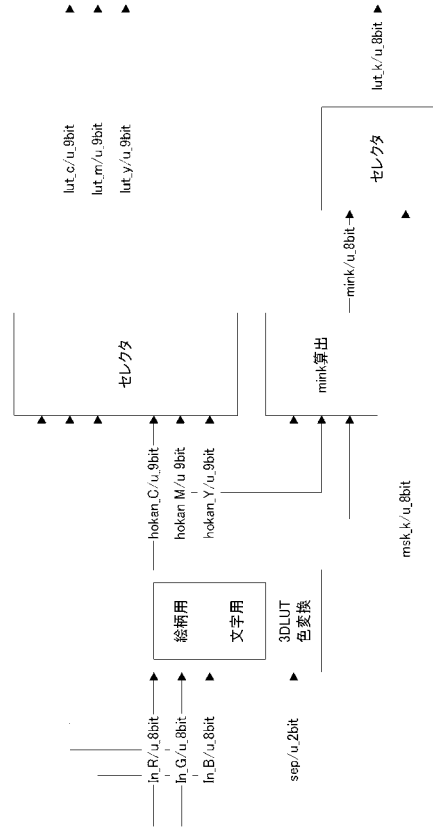 In_R/u_8bit
In_G/u_8bit
In_B/u_8bit
sep/u_2bit
絵柄用
文字用
3DLUT
色変換
hokan_C/u_9bit
hokan_M/u_9bit
hokan_Y/u_9bit
msk_k/u_8bit
セレクタ
mink算出
mink/u_8bit
lut_c/u_9bit
lut_m/u_9bit
lut_y/u_9bit
セレクタ
lut_k/u_8bit